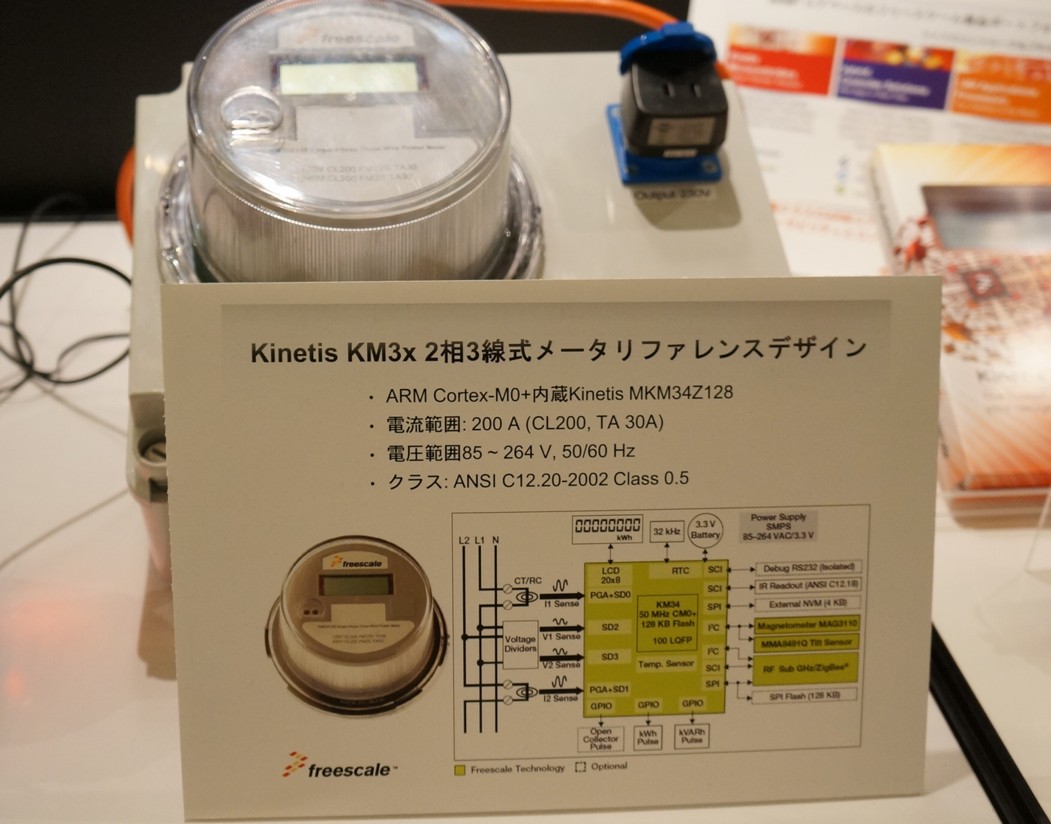 freescale
Output 230V
Kinetis KM3x 2相3線式メータリファレンスデザイン
・ ARM Cortex-M0+内蔵Kinetis MKM34Z128
・ 電流範囲: 200 A (CL200, TA 30A)
・ 電圧範囲85 ~ 264 V, 50/60 Hz
・ クラス: ANSI C12.20-2002 Class 0.5
00000000
kWh
32 kHz
3.3 V
Battery
Power Supply
SMPS
85–264 VAC/3.3 V
L2 L1 N
CT/RC
I1 Sense
Voltage
Dividers
V1 Sense
V2 Sense
I2 Sense
LCD
20x8
RTC
PGA+SD0
SD2
SD3
PGA+SD1
KM34
50 MHz CM0+
128 KB Flash
100 LQFP
Temp. Sensor
SCI
SCI
SPI
I²C
I²C
SCI
SPI
GPIO GPIO GPIO
Debug RS232 (Isolated)
IR Readout (ANSI C12.18)
External NVM (4 KB)
Magnetometer MAG3110
MMA8491Q Tilt Sensor
RF Sub GHz/ZigBee®
SPI Flash (128 KB)
Open
Collector
Pulse
kWh
Pulse
kVARh
Pulse
freescale
freescale™
Freescale Technology
Optional